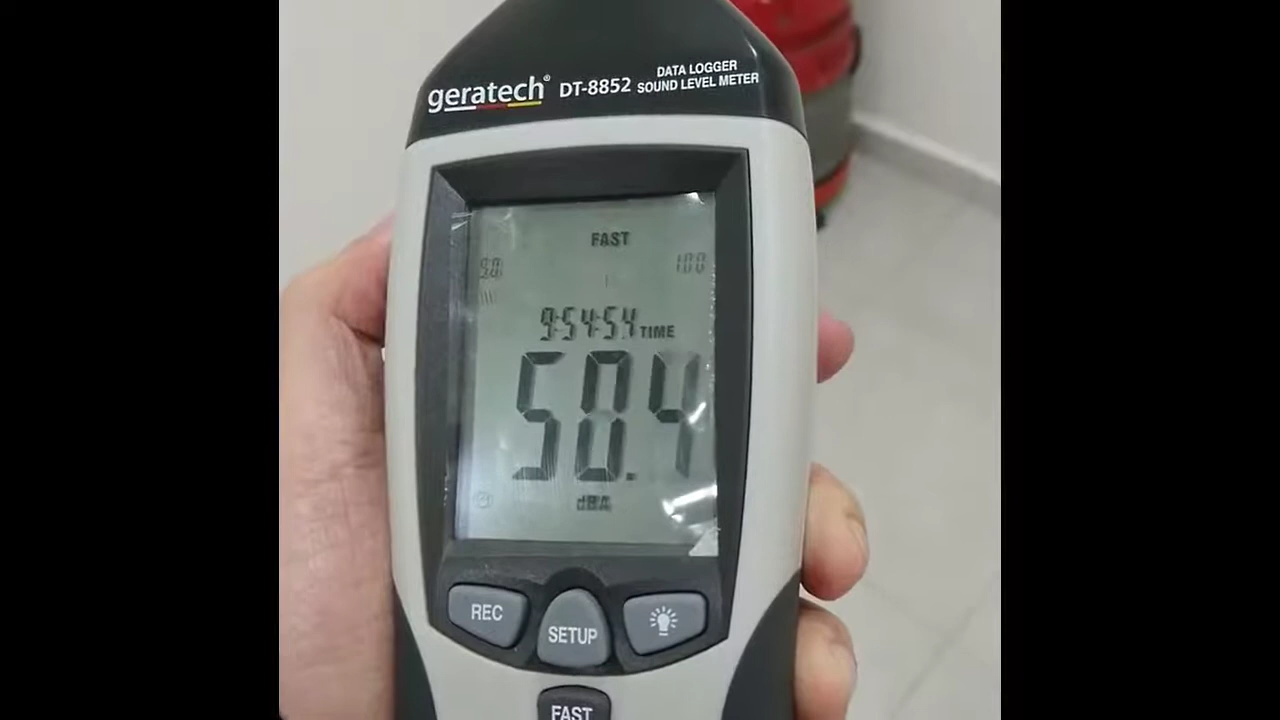 geratech® DT-8852 DATA LOGGER
SOUND LEVEL METER
FAST
100
9:54:54 TIME
50.4
dBA
REC
SETUP
FAST